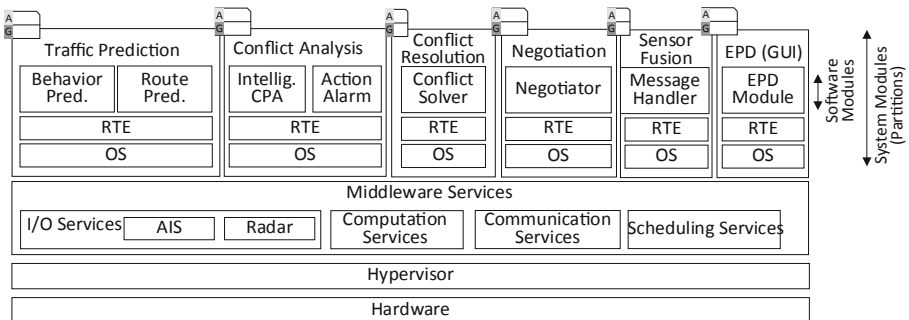 A
G
A
G
A
G
A
G
A
G
A
G
Traffic Prediction
Conflict Analysis
Conflict
Resolution
Negotiation
Sensor
Fusion
EPD (GUI)
Behavior
Pred.
Route
Pred.
Intellig.
CPA
Action
Alarm
Conflict
Solver
Negotiator
Message
Handler
EPD
Module
RTE
RTE
RTE
RTE
RTE
RTE
OS
OS
OS
OS
OS
OS
Software
Modules
System Modules
(Partitions)
Middleware Services
I/O Services
AIS
Radar
Computation
Services
Communication
Services
Scheduling Services
Hypervisor
Hardware